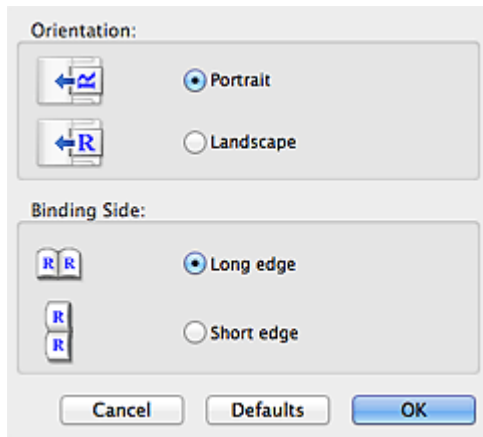 Orientation:
R
Portrait
R
Landscape
Binding Side:
R R
Long edge
R
R
Short edge
Cancel Defaults OK